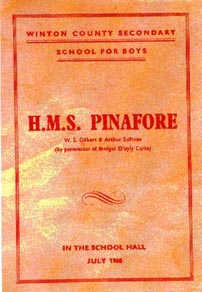 WINTON COUNTY SECONDARY
SCHOOL FOR BOYS
H.M.S. PINAFORE
W. S. Gilbert & Arthur Sullivan
(by permission of Bridget D'oyly Carte)
IN THE SCHOOL HALL
JULY